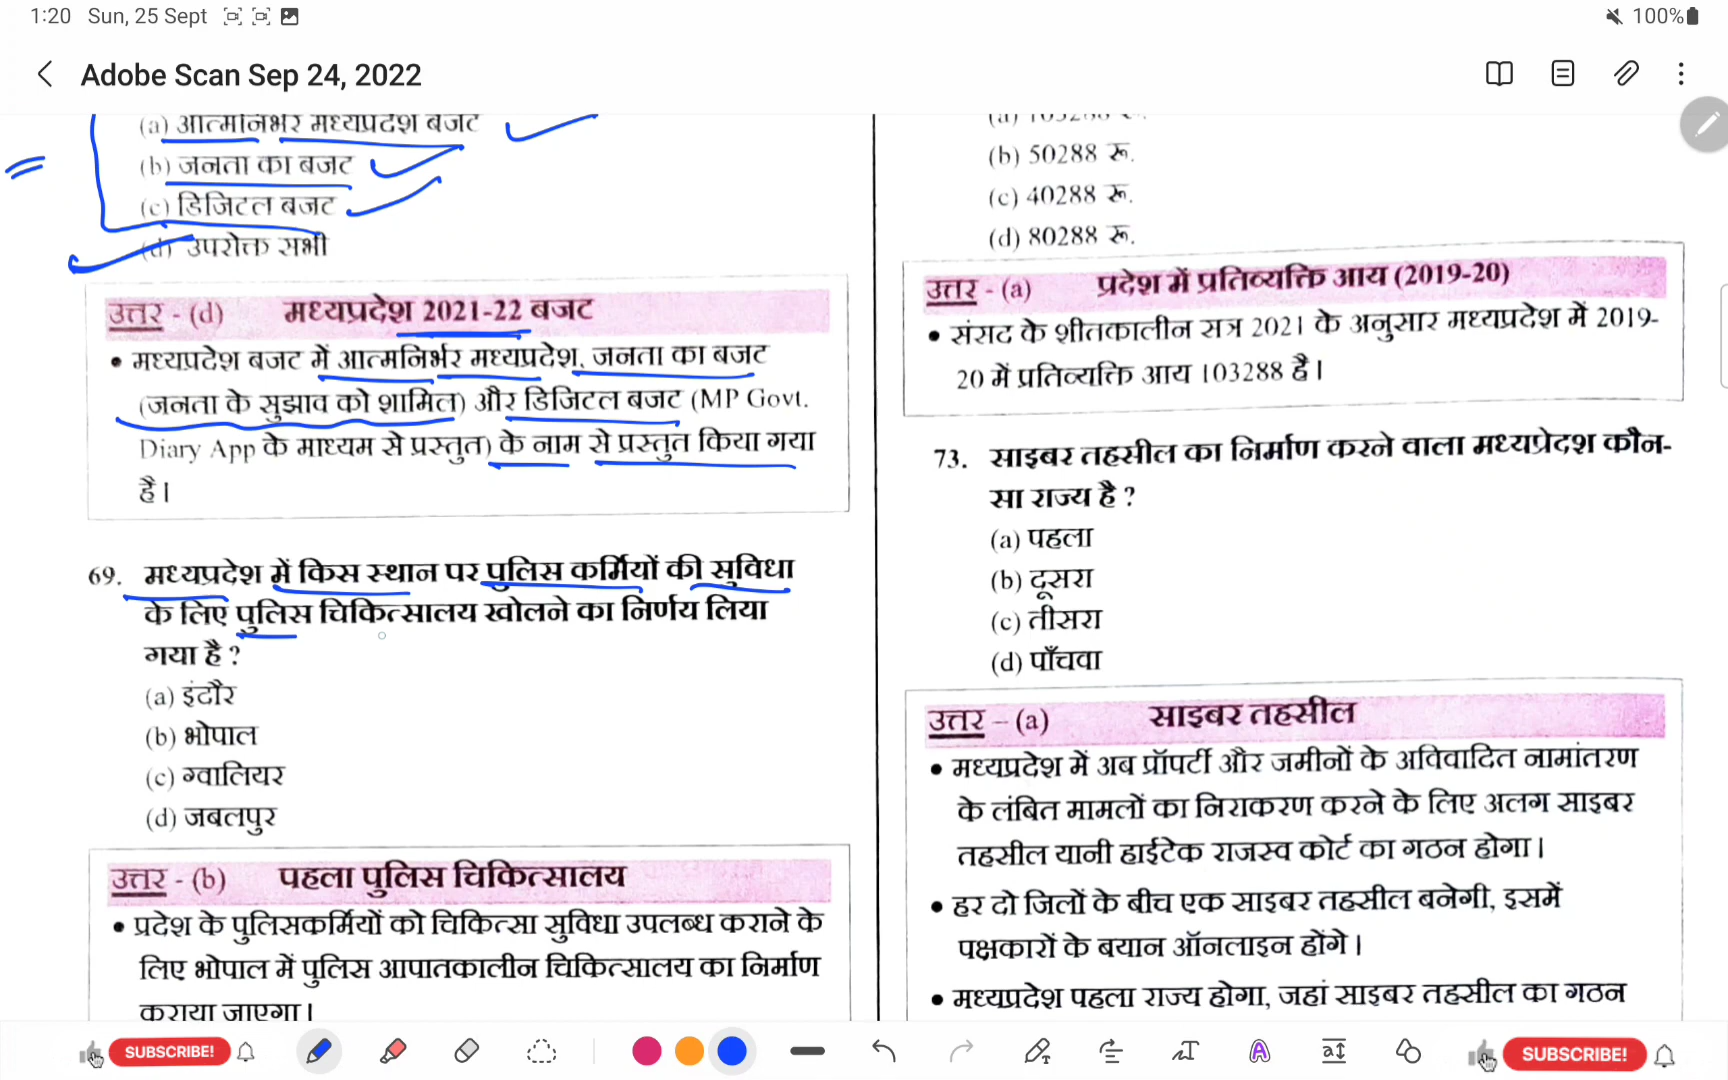 1:20 Sun, 25 Sept
100%
Adobe Scan Sep 24, 2022
(a) आत्मनिर्भर मध्यप्रदेश बजट
(b) जनता का बजट
(c) डिजिटल बजट
(d) उपरोक्त सभी
उत्तर - (d) मध्यप्रदेश 2021-22 बजट
• मध्यप्रदेश बजट में आत्मनिर्भर मध्यप्रदेश, जनता का बजट
(जनता के सुझाव को शामिल) और डिजिटल बजट (MP Govt.
Diary App के माध्यम से प्रस्तुत) के नाम से प्रस्तुत किया गया
है।
69. मध्यप्रदेश में किस स्थान पर पुलिस कर्मियों की सुविधा
के लिए पुलिस चिकित्सालय खोलने का निर्णय लिया
गया है ?
(a) इंदौर
(b) भोपाल
(c) ग्वालियर
(d) जबलपुर
उत्तर - (b) पहला पुलिस चिकित्सालय
• प्रदेश के पुलिसकर्मियों को चिकित्सा सुविधा उपलब्ध कराने के
लिए भोपाल में पुलिस आपातकालीन चिकित्सालय का निर्माण
कराया जाएगा।
(b) 50288 रू.
(c) 40288 रू.
(d) 80288 रू.
उत्तर - (a) प्रदेश में प्रतिव्यक्ति आय (2019-20)
• संसद के शीतकालीन सत्र 2021 के अनुसार मध्यप्रदेश में 2019-
20 में प्रतिव्यक्ति आय 103288 है।
73. साइबर तहसील का निर्माण करने वाला मध्यप्रेदश कौन-
सा राज्य है ?
(a) पहला
(b) दूसरा
(c) तीसरा
(d) पाँचवा
उत्तर – (a) साइबर तहसील
• मध्यप्रदेश में अब प्रॉपर्टी और जमीनों के अविवादित नामांतरण
के लंबित मामलों का निराकरण करने के लिए अलग साइबर
तहसील यानी हाईटेक राजस्व कोर्ट का गठन होगा।
• हर दो जिलों के बीच एक साइबर तहसील बनेगी, इसमें
पक्षकारों के बयान ऑनलाइन होंगे।
• मध्यप्रदेश पहला राज्य होगा, जहां साइबर तहसील का गठन
SUBSCRIBE!
SUBSCRIBE!